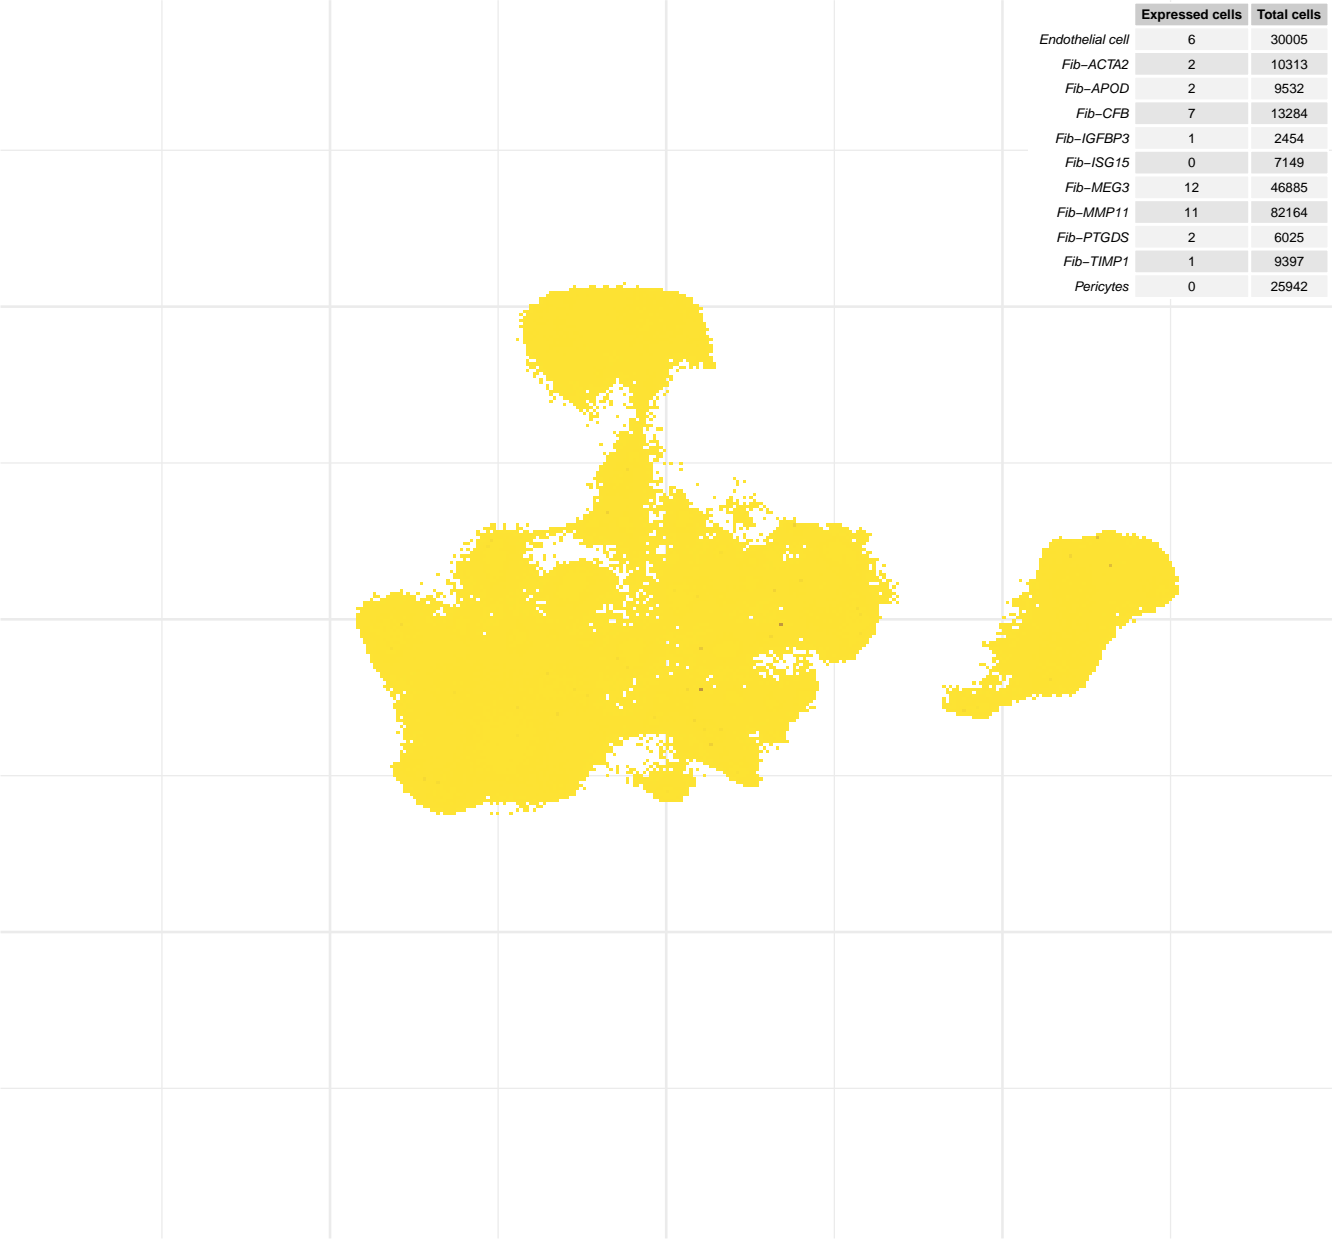 Expressed cells Total cells
Endothelial cell 6 30005
Fib−ACTA2 2 10313
Fib−APOD 2 9532
Fib−CFB 7 13284
Fib−IGFBP3 1 2454
Fib−ISG15 0 7149
Fib−MEG3 12 46885
Fib−MMP11 11 82164
Fib−PTGDS 2 6025
Fib−TIMP1 1 9397
Pericytes 0 25942